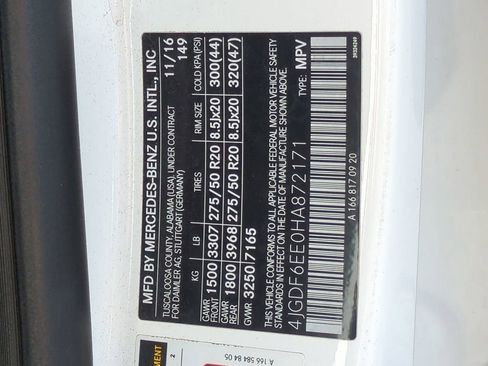 MFD BY MERCEDES-BENZ U.S. INTL., INC.
TUSCALOOSA COUNTY, ALABAMA (USA), UNDER CONTRACT
FOR DAIMLER AG, STUTTGART (GERMANY)
11/16
149
KG LB TIRES RIM SIZE COLD KPA (PSI)
GAWR FRONT 1500 3307 275/50 R20 8.5Jx20 300(44)
GAWR REAR 1800 3968 275/50 R20 8.5Jx20 320(47)
GVWR 3250 7165
THIS VEHICLE CONFORMS TO ALL APPLICABLE FEDERAL MOTOR VEHICLE SAFETY
STANDARDS IN EFFECT ON THE DATE OF MANUFACTURE SHOWN ABOVE.
4JGDF6EE0HA872171
TYPE: MPV
A 166 817 09 20
2
A 166 584 84 05